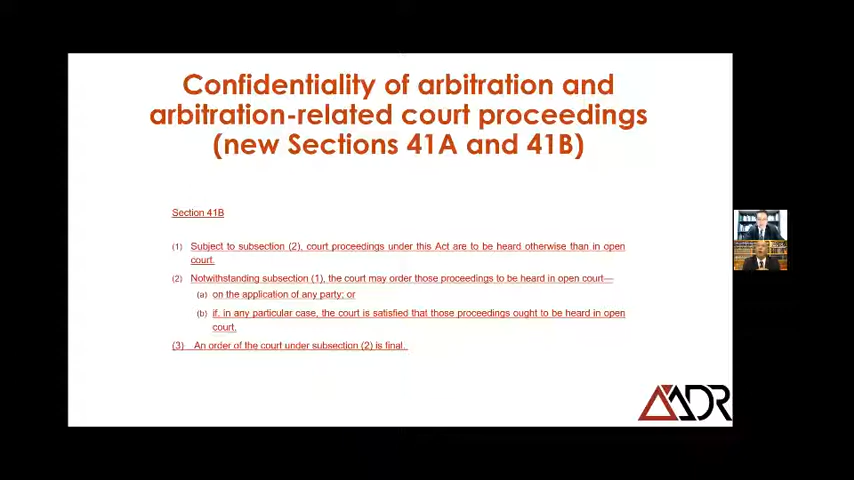 Confidentiality of arbitration and
arbitration-related court proceedings
(new Sections 41A and 41B)
Section 41B
(1) Subject to subsection (2), court proceedings under this Act are to be heard otherwise than in open
court.
(2) Notwithstanding subsection (1), the court may order those proceedings to be heard in open court—
(a) on the application of any party; or
(b) if, in any particular case, the court is satisfied that those proceedings ought to be heard in open
court.
(3) An order of the court under subsection (2) is final.
AADR